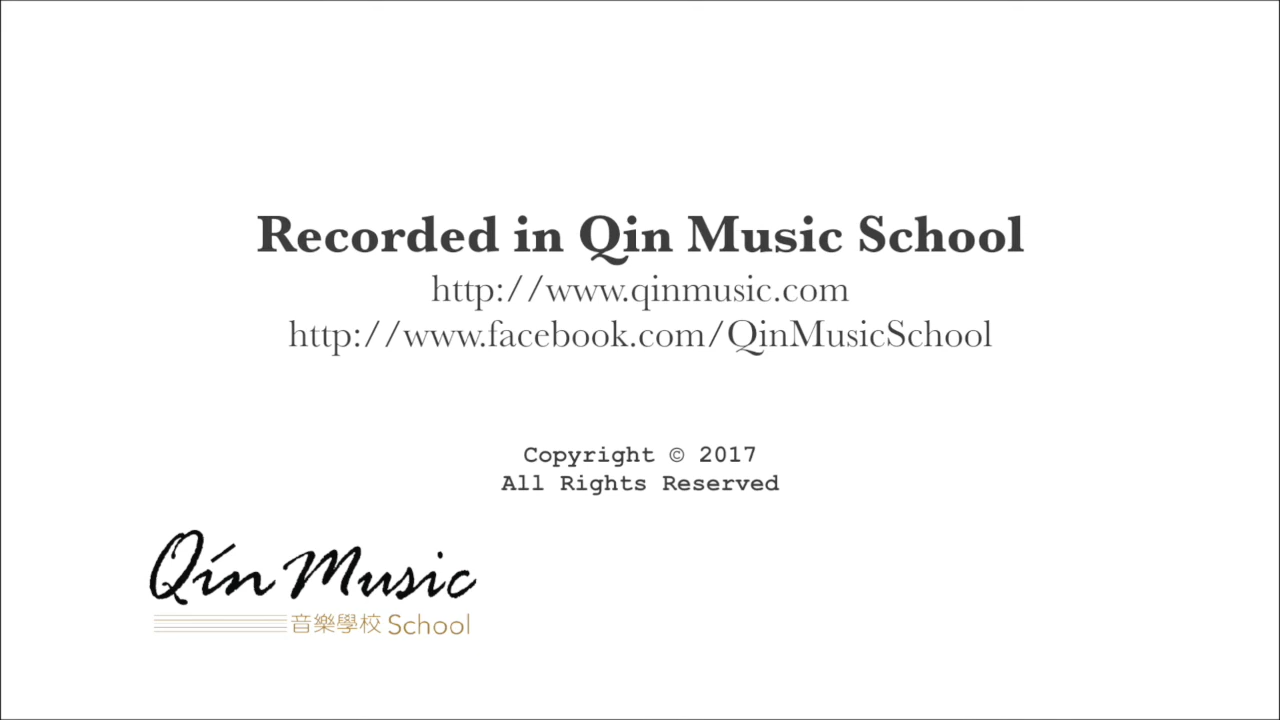 Recorded in Qin Music School
http://www.qinmusic.com
http://www.facebook.com/QinMusicSchool
Copyright © 2017
All Rights Reserved
Qín Music
音樂學校 School